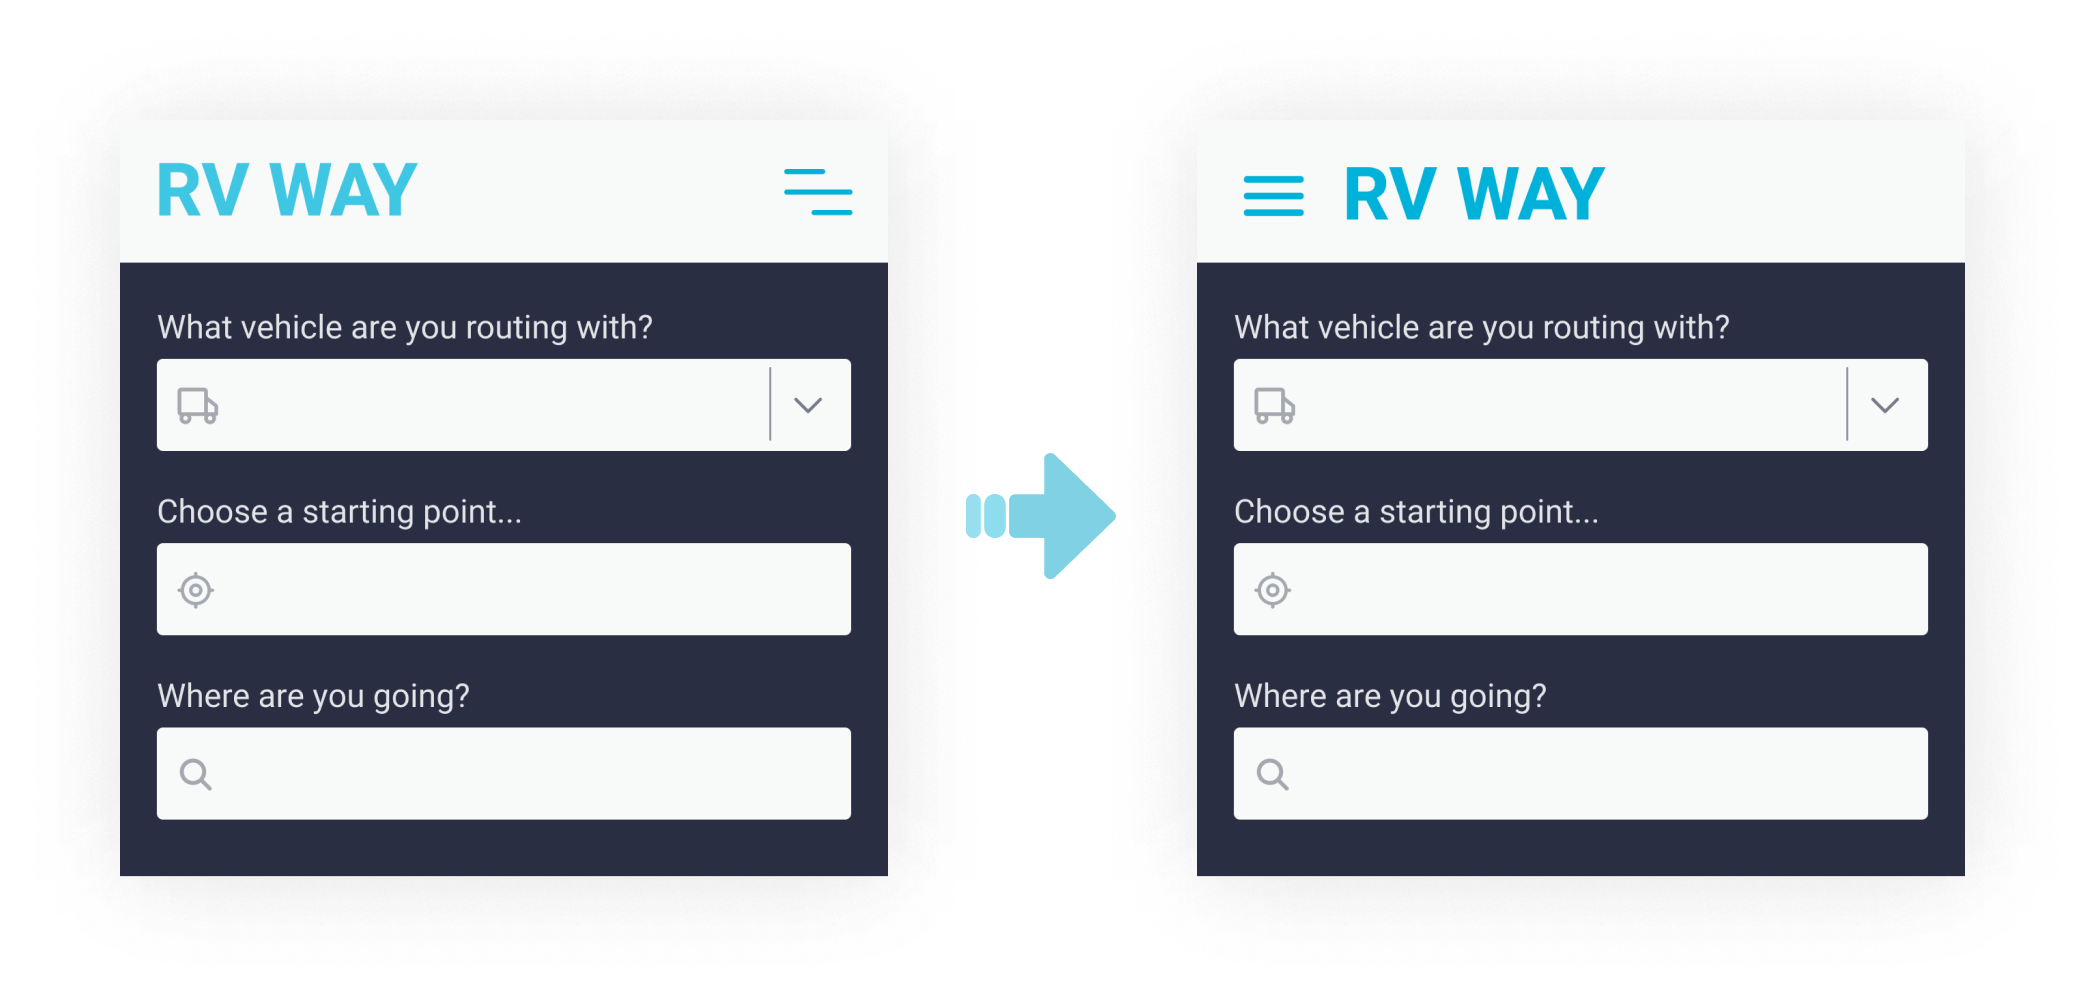 RV WAY
What vehicle are you routing with?
Choose a starting point...
Where are you going?
RV WAY
What vehicle are you routing with?
Choose a starting point...
Where are you going?